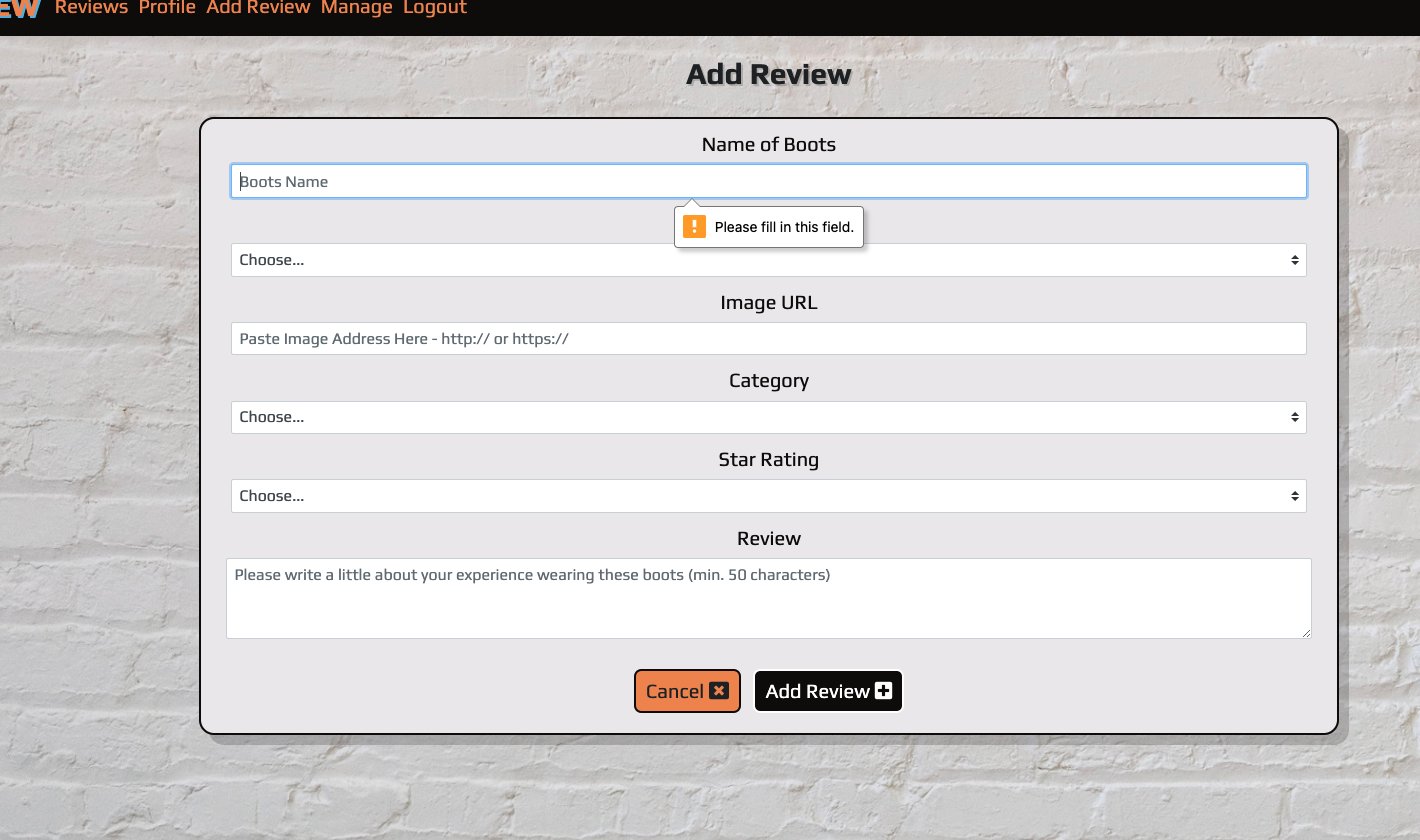 EW Reviews Profile Add Review Manage Logout
Add Review
Name of Boots
Boots Name
Please fill in this field.
Choose...
Image URL
Paste Image Address Here - http:// or https://
Category
Choose...
Star Rating
Choose...
Review
Please write a little about your experience wearing these boots (min. 50 characters)
Cancel
Add Review